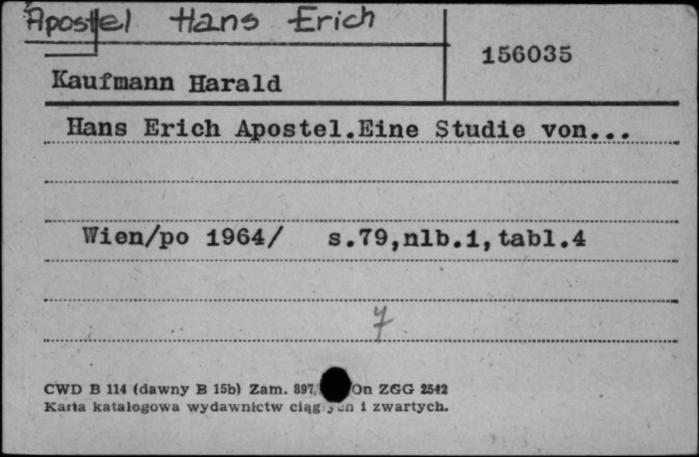 Apostel Hans Erich
156035
Kaufmann Harald
Hans Erich Apostel.Eine Studie von...
Wien/po 1964/ s.79,nlb.1,tabl.4
7
CWD B 114 (dawny B 15b) Zam. 897/ On ZGG 2542
Karta katalogowa wydawnictw i zwartych.